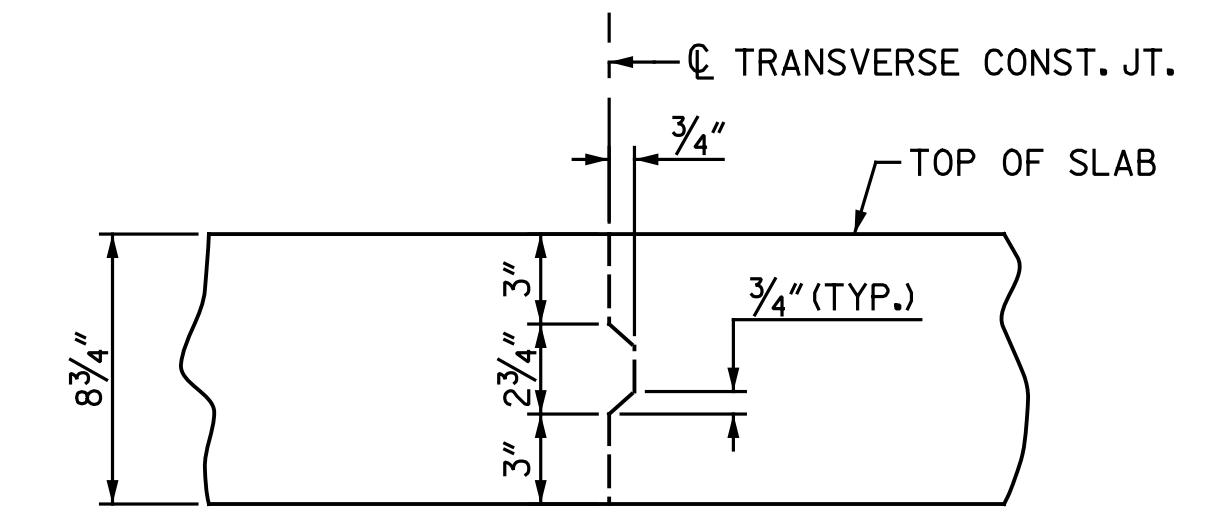 ℄ TRANSVERSE CONST. JT.
3/4"
TOP OF SLAB
3"
3/4" (TYP.)
8 3/4"
2 3/4"
3"